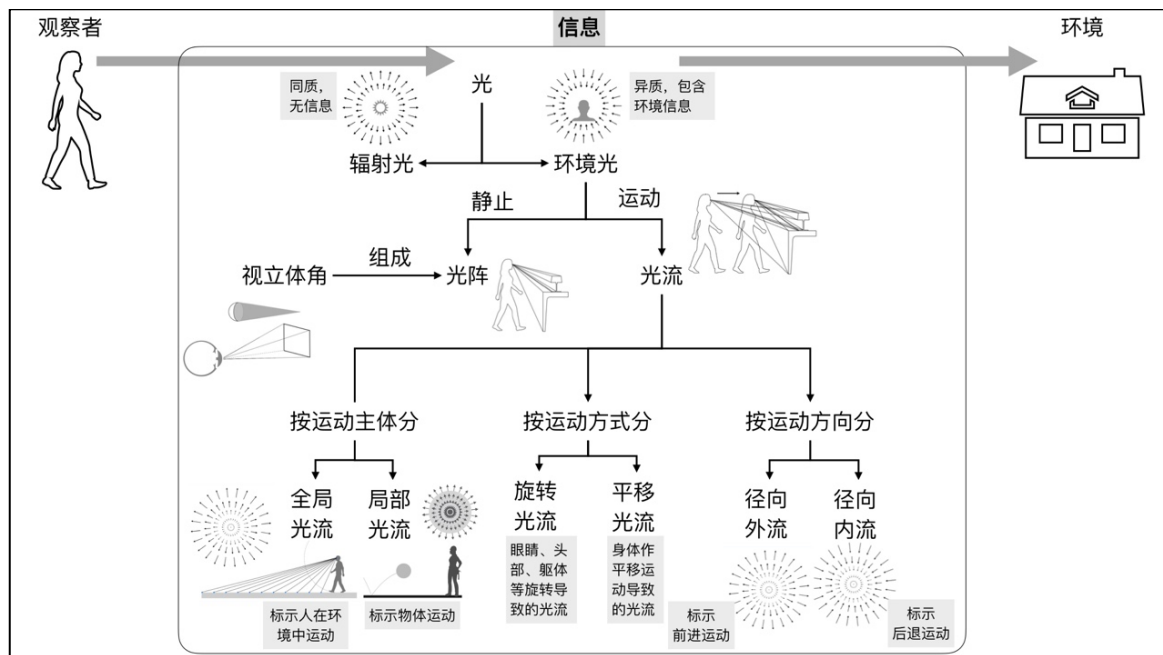 观察者
信息
环境
同质，
无信息
光
异质，包含
环境信息
辐射光
环境光
静止
运动
视立体角
组成
光阵
光流
按运动主体分
按运动方式分
按运动方向分
全局
光流
局部
光流
旋转
光流
平移
光流
径向
外流
径向
内流
眼睛、头
部、躯体
等旋转导
致的光流
身体作
平移运
动导致
的光流
标示人在环
境中运动
标示物体运动
标示
前进运动
标示
后退运动